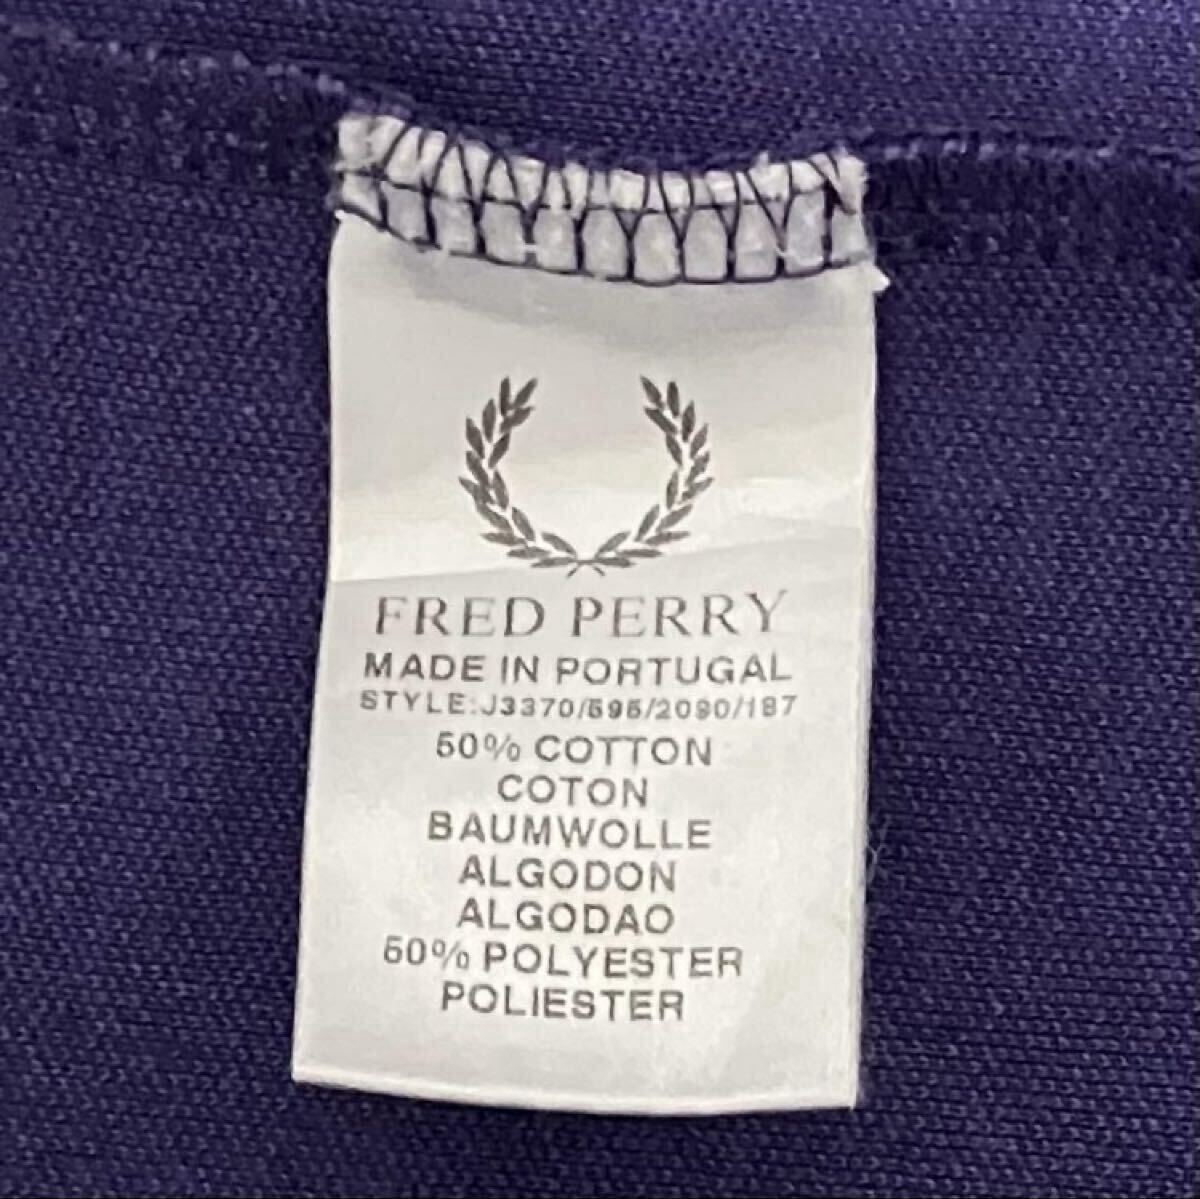 FRED PERRY
MADE IN PORTUGAL
STYLE:J3370/595/2090/187
50% COTTON
COTON
BAUMWOLLE
ALGODON
ALGODAO
50% POLYESTER
POLIESTER